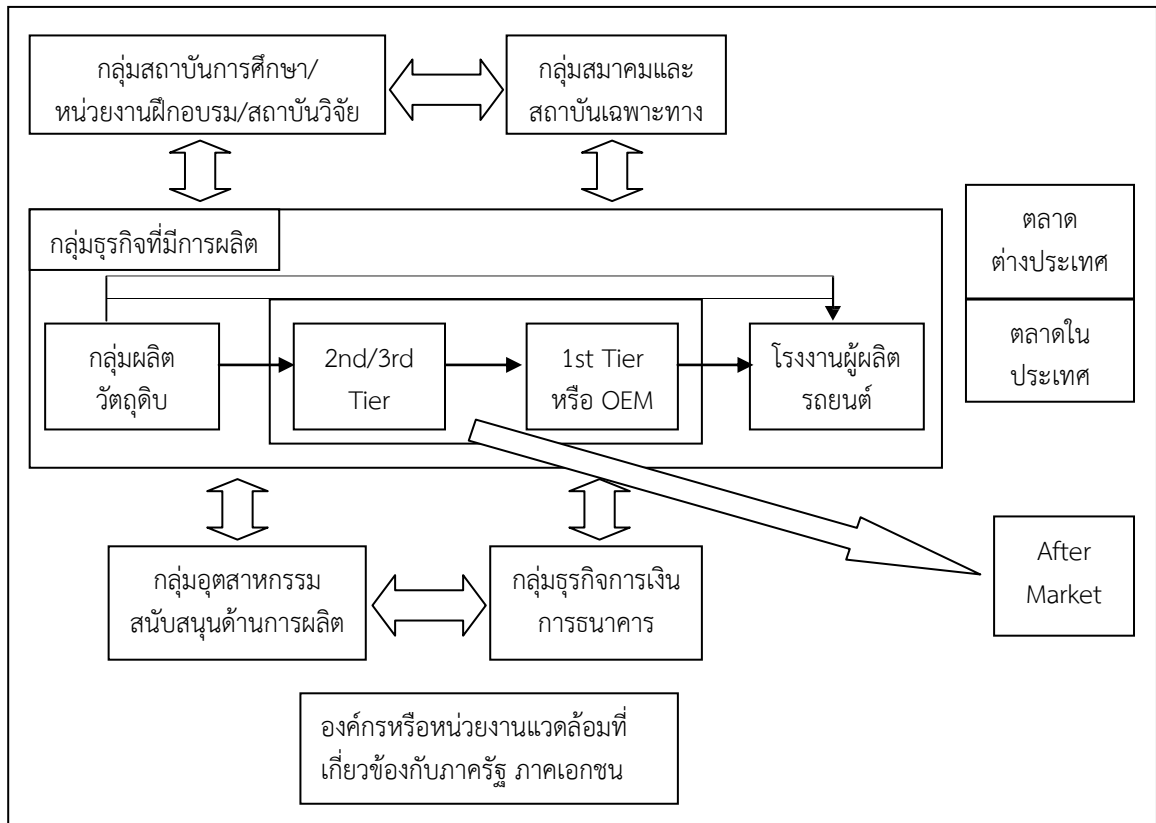 กลุ่มสถาบันการศึกษา/
หน่วยงานฝึกอบรม/สถาบันวิจัย
กลุ่มสมาคมและ
สถาบันเฉพาะทาง
กลุ่มธุรกิจที่มีการผลิต
ตลาด
ต่างประเทศ
ตลาดใน
ประเทศ
กลุ่มผลิต
วัตถุดิบ
2nd/3rd
Tier
1st Tier
หรือ OEM
โรงงานผู้ผลิต
รถยนต์
กลุ่มอุตสาหกรรม
สนับสนุนด้านการผลิต
กลุ่มธุรกิจการเงิน
การธนาคาร
After
Market
องค์กรหรือหน่วยงานแวดล้อมที่
เกี่ยวข้องกับภาครัฐ ภาคเอกชน